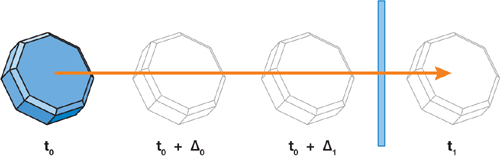 t₀ t₀ + Δ₀ t₀ + Δ₁ t₁